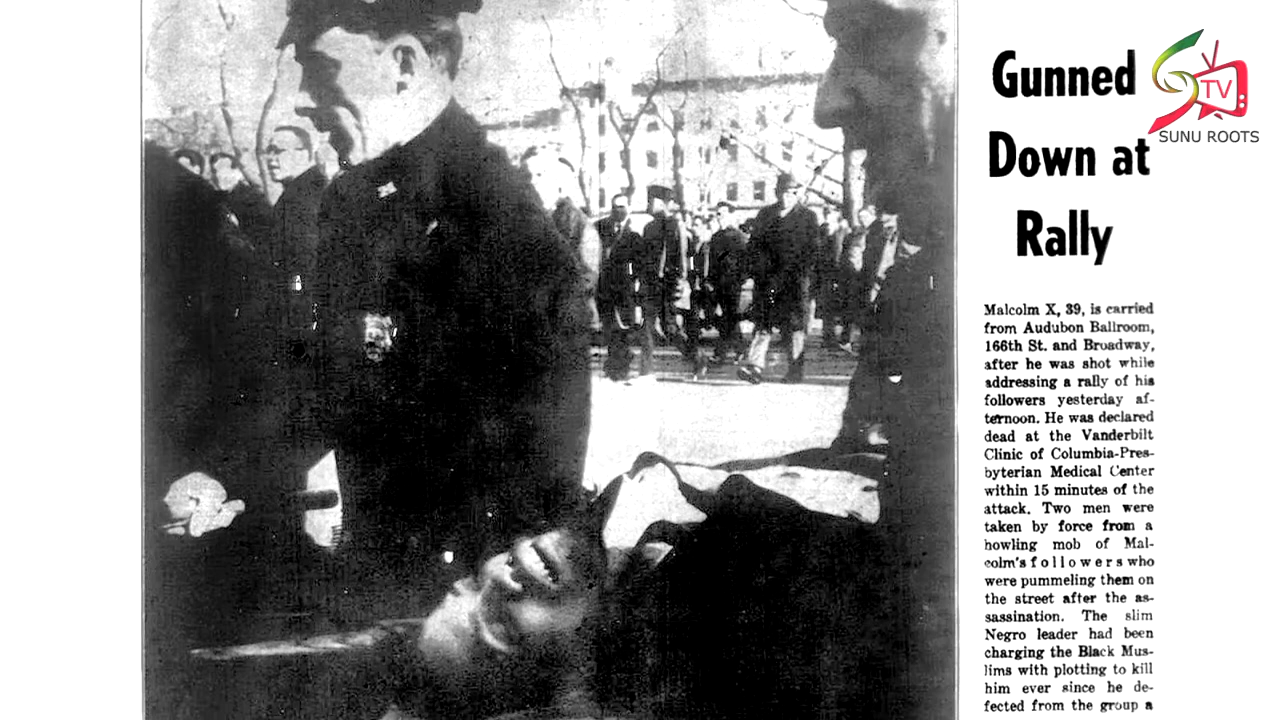 Gunned
Down at
Rally
TV
SUNU ROOTS
Malcolm X, 39, is carried
from Audubon Ballroom,
166th St. and Broadway,
after he was shot while
addressing a rally of his
followers yesterday af-
ternoon. He was declared
dead at the Vanderbilt
Clinic of Columbia-Pres-
byterian Medical Center
within 15 minutes of the
attack. Two men were
taken by force from a
howling mob of Mal-
colm's followers who
were pummeling them on
the street after the as-
sassination. The slim
Negro leader had been
charging the Black Mus-
lims with plotting to kill
him ever since he de-
fected from the group a